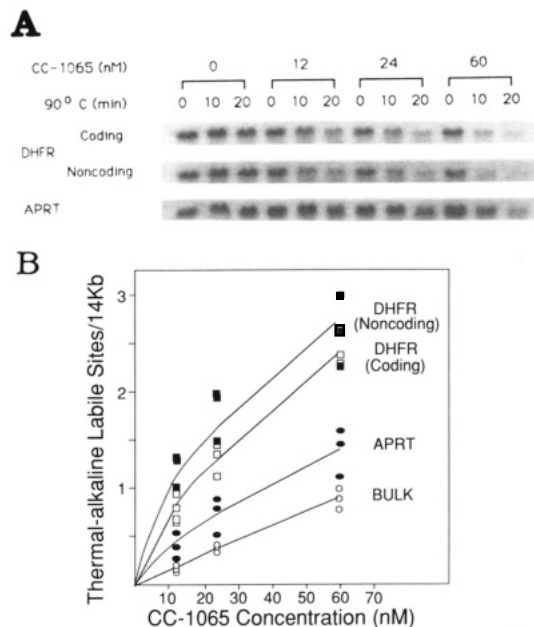 A
CC-1065 (nM) 0 12 24 60
90° C (min) 0 10 20 0 10 20 0 10 20 0 10 20
Coding
DHFR
Noncoding
APRT
B
Thermal-alkaline Labile Sites/14Kb
3
2
1
DHFR
(Noncoding)
DHFR
(Coding)
APRT
BULK
10 20 30 40 50 60 70
CC-1065 Concentration (nM)